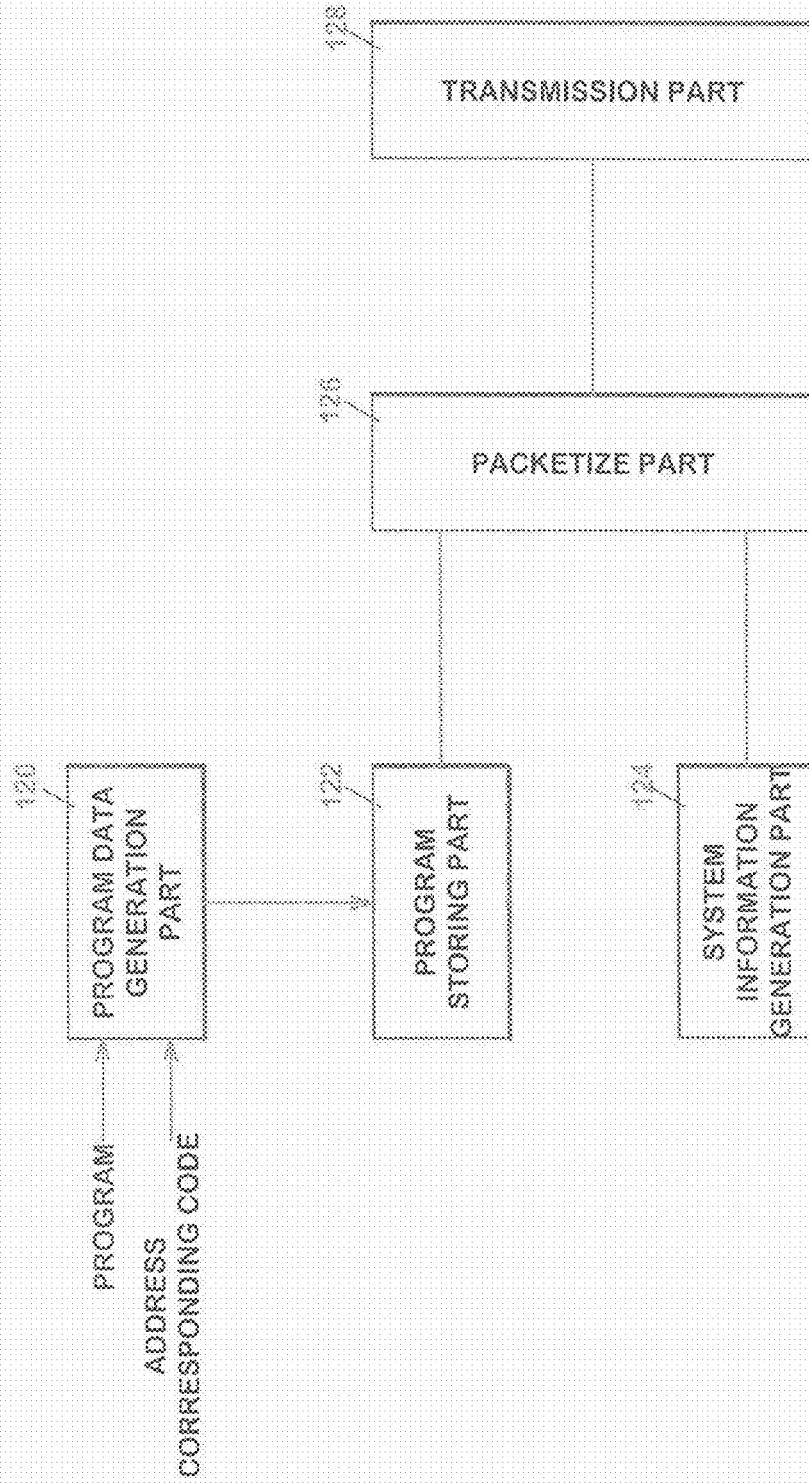 128
TRANSMISSION PART
126
PACKETIZE PART
120
PROGRAM DATA
GENERATION
PART
122
PROGRAM
STORING PART
124
SYSTEM
INFORMATION
GENERATION PART
PROGRAM
ADDRESS
CORRESPONDING CODE